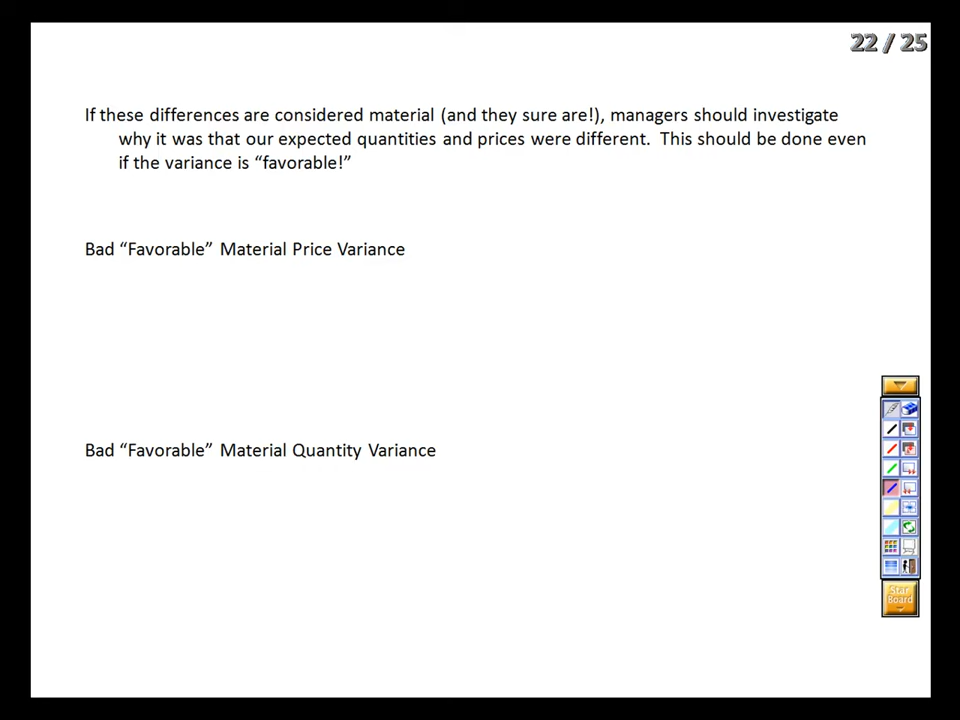 22 / 25
If these differences are considered material (and they sure are!), managers should investigate
why it was that our expected quantities and prices were different.  This should be done even
if the variance is “favorable!”
Bad “Favorable” Material Price Variance
Bad “Favorable” Material Quantity Variance
Star
Board